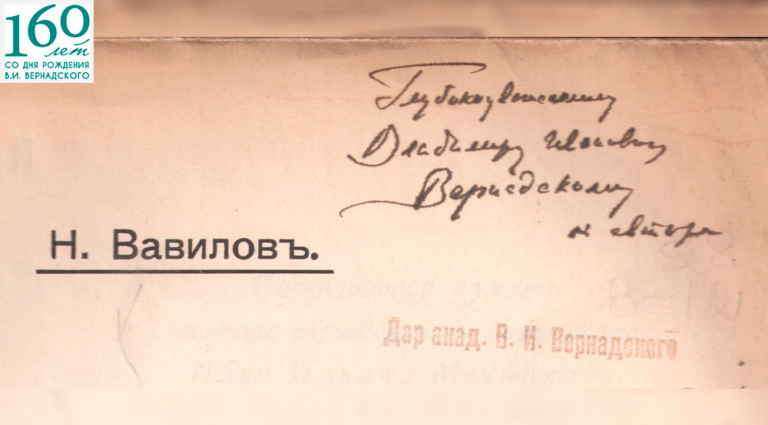 160
лет
СО ДНЯ РОЖДЕНИЯ
В.И. ВЕРНАДСКОГО
Глубокоуважаемому
Владимиру Ивановичу
Вернадскому
от автора
Н. Вавиловъ.
Дар акад. В. И. Вернадского